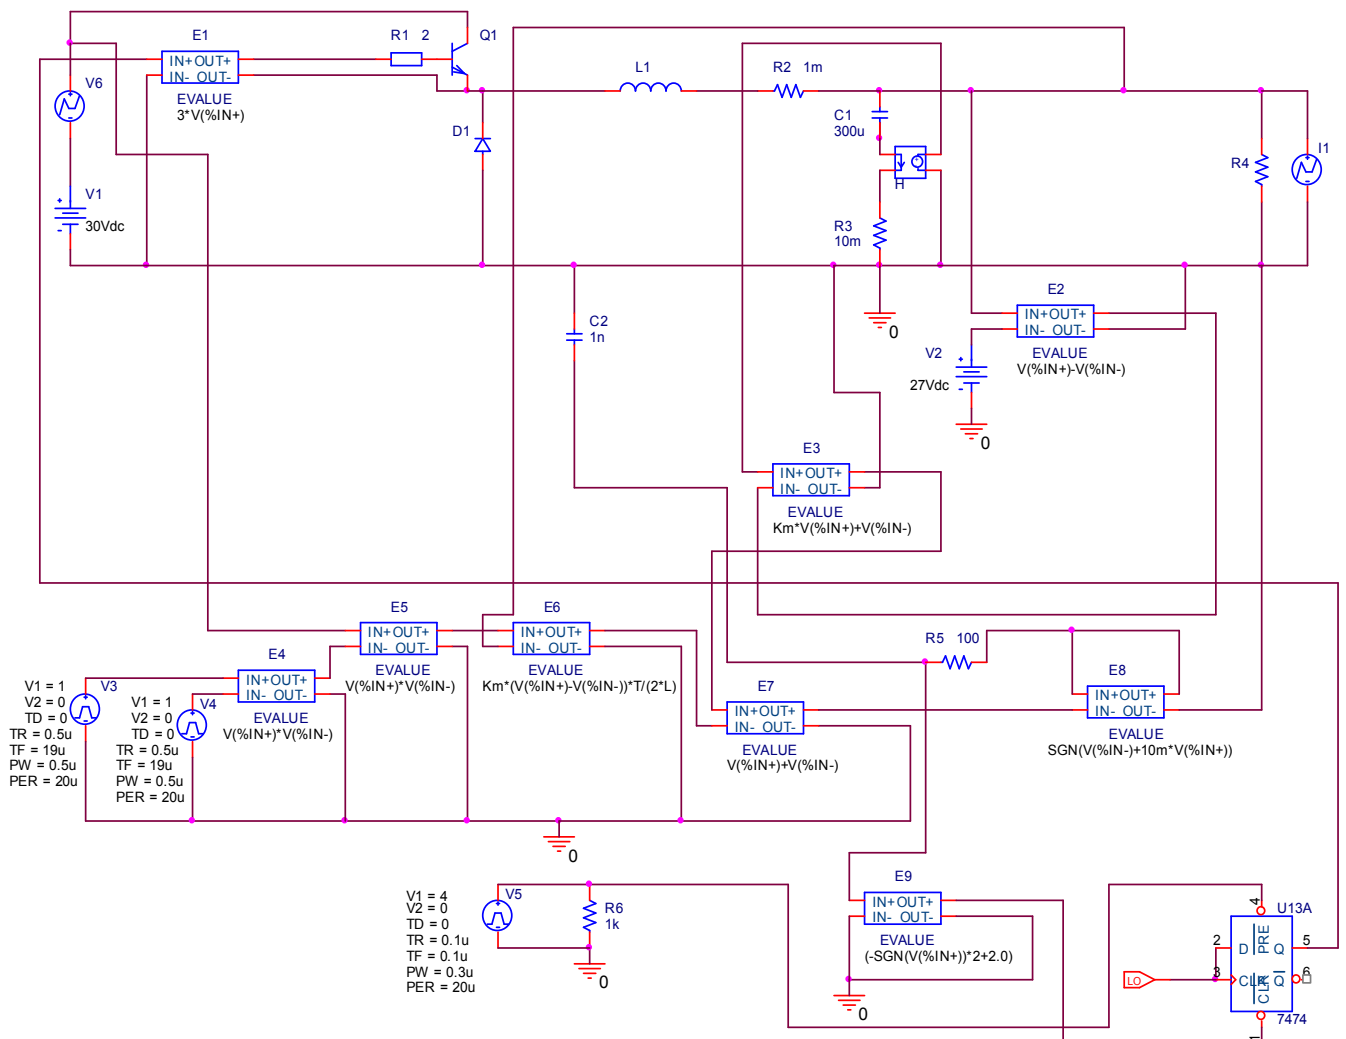 E1
IN+OUT+
IN- OUT-
EVALUATE
3*V(%IN+)
R1 2
Q1
V6
V1
30Vdc
D1
L1
R2 1m
C1
300u
H
R3
10m
R4
I1
0
C2
1n
E2
IN+OUT+
IN- OUT-
EVALUE
V(%IN+)-V(%IN-)
V2
27Vdc
0
E3
IN+OUT+
IN- OUT-
EVALUE
Km*V(%IN+)+V(%IN-)
E5
IN+OUT+
IN- OUT-
EVALUE
V(%IN+)*V(%IN-)
E6
IN+OUT+
IN- OUT-
EVALUE
Km*(V(%IN+)-V(%IN-))*T/(2*L)
E4
IN+OUT+
IN- OUT-
EVALUE
V(%IN+)*V(%IN-)
V3
V1 = 1
V2 = 0
TD = 0
TR = 0.5u
TF = 19u
PW = 0.5u
PER = 20u
V4
V1 = 1
V2 = 0
TD = 0
TR = 0.5u
TF = 19u
PW = 0.5u
PER = 20u
R5 100
E7
IN+OUT+
IN- OUT-
EVALUE
V(%IN+)+V(%IN-)
E8
IN+OUT+
IN- OUT-
EVALUE
SGN(V(%IN-)+10m*V(%IN+))
0
V5
V1 = 4
V2 = 0
TD = 0
TR = 0.1u
TF = 0.1u
PW = 0.3u
PER = 20u
R6
1k
0
E9
IN+OUT+
IN- OUT-
EVALUE
(-SGN(V(%IN+))*2+2.0)
0
LO
U13A
4
2
D
PRE
Q
5
3
CLK
CLR
Q
6
7474
1